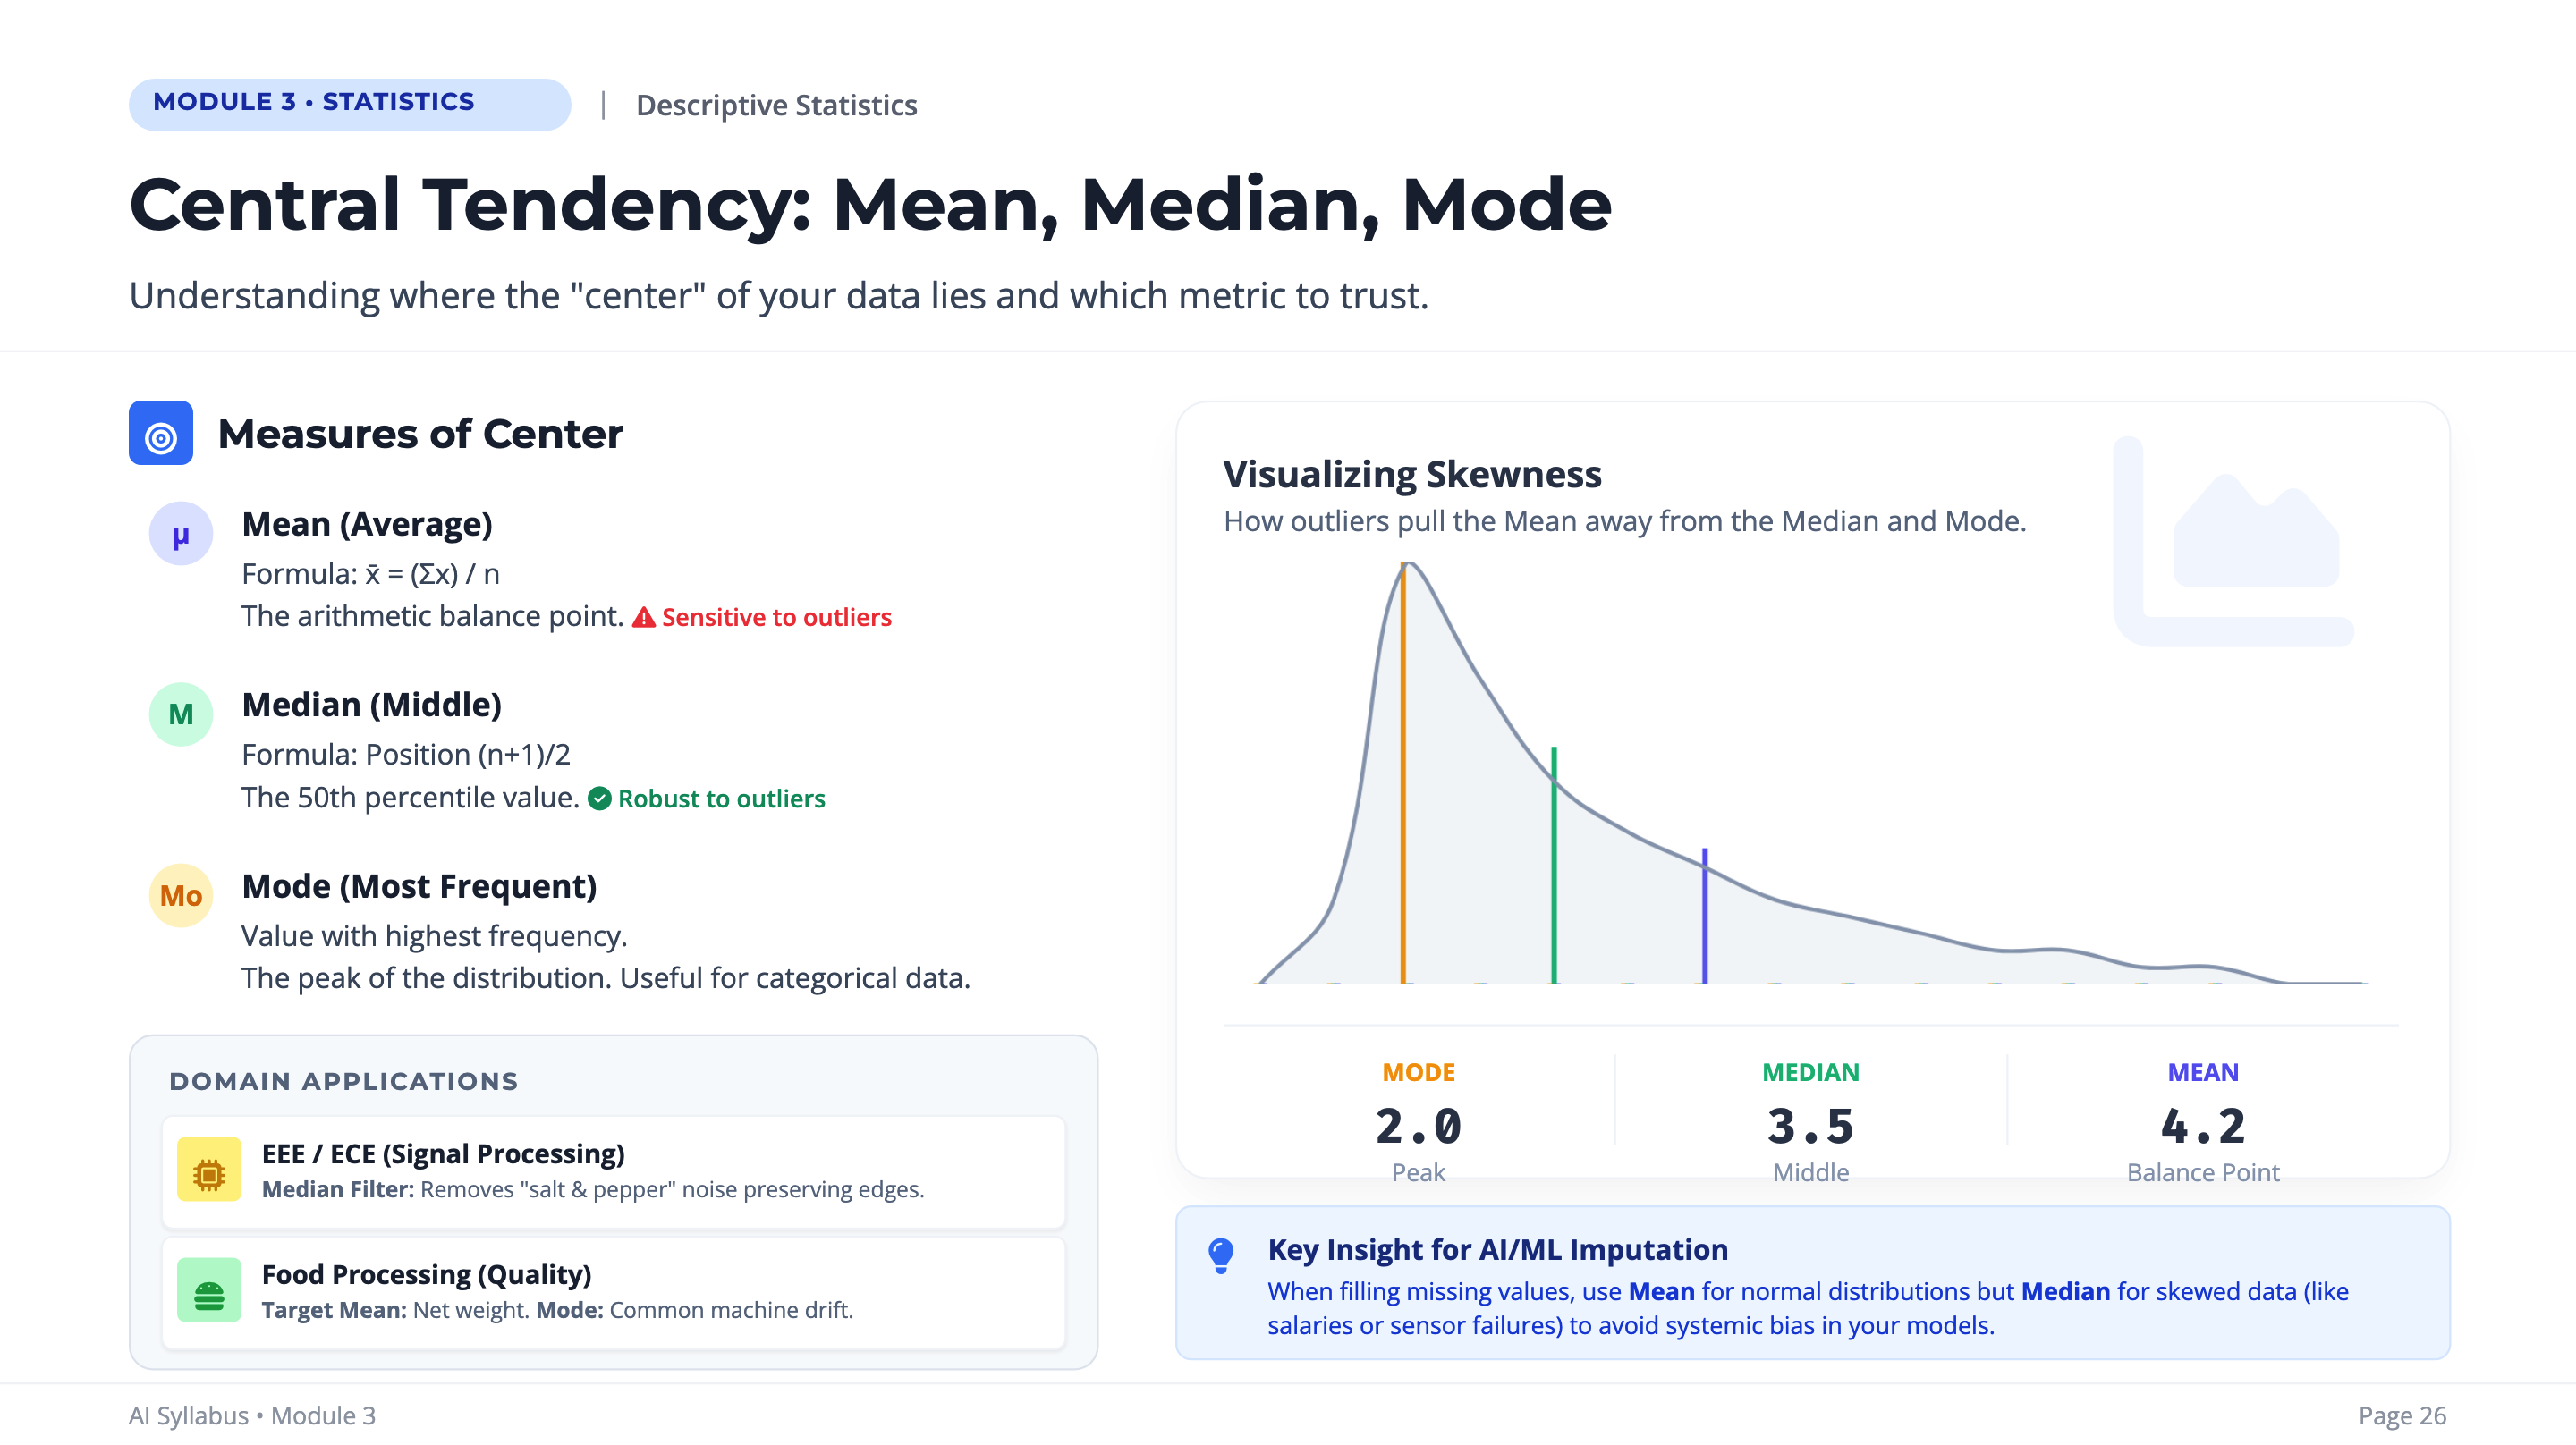 MODULE 3 • STATISTICS | Descriptive Statistics
Central Tendency: Mean, Median, Mode
Understanding where the "center" of your data lies and which metric to trust.
Measures of Center
µ
Mean (Average)
Formula: x̄ = (Σx) / n
The arithmetic balance point. Sensitive to outliers
M
Median (Middle)
Formula: Position (n+1)/2
The 50th percentile value. Robust to outliers
Mo
Mode (Most Frequent)
Value with highest frequency.
The peak of the distribution. Useful for categorical data.
DOMAIN APPLICATIONS
EEE / ECE (Signal Processing)
Median Filter: Removes "salt & pepper" noise preserving edges.
Food Processing (Quality)
Target Mean: Net weight. Mode: Common machine drift.
Visualizing Skewness
How outliers pull the Mean away from the Median and Mode.
MODE
2.0
Peak
MEDIAN
3.5
Middle
MEAN
4.2
Balance Point
Key Insight for AI/ML Imputation
When filling missing values, use Mean for normal distributions but Median for skewed data (like
salaries or sensor failures) to avoid systemic bias in your models.
AI Syllabus • Module 3
Page 26